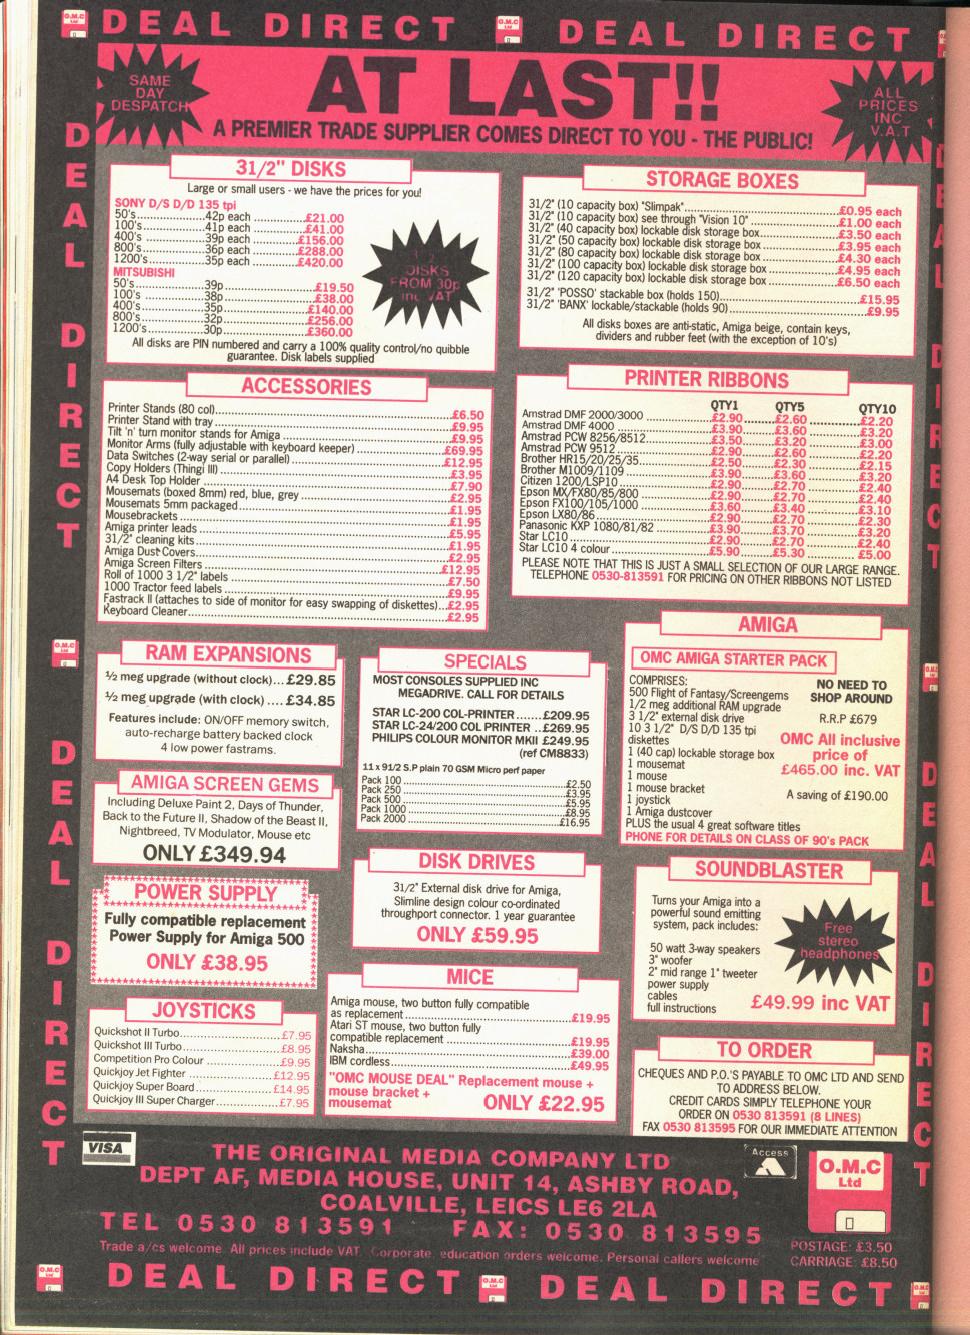 DEAL DIRECT DEAL DIRECT
SAME
DAY
DESPATCH
AT LAST!!
ALL
PRICES
INC
V.A.T
A PREMIER TRADE SUPPLIER COMES DIRECT TO YOU - THE PUBLIC!
DEAL DIRECT
31/2" DISKS
Large or small users - we have the prices for you!
SONY D/S D/D 135 tpi
50's 42p each £21.00
100's 41p each £41.00
400's 39p each £156.00
800's 36p each £288.00
1200's 35p each £420.00
MITSUBISHI
50's 39p £19.50
100's 38p £38.00
400's 35p £140.00
800's 32p £256.00
1200's 30p £360.00
DISKS
FROM 30p
inc VAT
All disks are PIN numbered and carry a 100% quality control/no quibble
guarantee. Disk labels supplied
STORAGE BOXES
31/2" (10 capacity box) "Slimpak" £0.95 each
31/2" (10 capacity box) see through "Vision 10" £1.00 each
31/2" (40 capacity box) lockable disk storage box £3.50 each
31/2" (50 capacity box) lockable disk storage box £3.95 each
31/2" (80 capacity box) lockable disk storage box £4.30 each
31/2" (100 capacity box) lockable disk storage box £4.95 each
31/2" (120 capacity box) lockable disk storage box £6.50 each
31/2" 'POSSO' stackable box (holds 150) £15.95
31/2" 'BANX' lockable/stackable (holds 90) £9.95
All disks boxes are anti-static, Amiga beige, contain keys,
dividers and rubber feet (with the exception of 10's)
ACCESSORIES
Printer Stands (80 col) £6.50
Printer Stand with tray £9.95
Tilt 'n' turn monitor stands for Amiga £9.95
Monitor Arms (fully adjustable with keyboard keeper) £69.95
Data Switches (2-way serial or parallel) £12.95
Copy Holders (Thingi III) £3.95
A4 Desk Top Holder £7.90
Mousemats (boxed 8mm) red, blue, grey £2.95
Mousemats 5mm packaged £1.95
Mousebrackets £1.95
Amiga printer leads £5.95
31/2" cleaning kits £1.95
Amiga Dust Covers £2.95
Amiga Screen Filters £12.95
Roll of 1000 3 1/2" labels £7.50
1000 Tractor feed labels £9.95
Fastrack II (attaches to side of monitor for easy swapping of diskettes) £2.95
Keyboard Cleaner £2.95
PRINTER RIBBONS
QTY1 QTY5 QTY10
Amstrad DMF 2000/3000 £2.90 £2.60 £2.20
Amstrad DMF 4000 £3.90 £3.60 £3.20
Amstrad PCW 8256/8512 £3.50 £3.20 £3.00
Amstrad PCW 9512 £2.90 £2.60 £2.20
Brother HR15/20/25/35 £2.50 £2.30 £2.15
Brother M1009/1109 £3.90 £3.60 £3.20
Citizen 1200/LSP10 £2.90 £2.70 £2.40
Epson MX/FX80/85/800 £2.90 £2.70 £2.40
Epson FX100/105/1000 £3.60 £3.40 £3.10
Epson LX80/86 £2.90 £2.70 £2.30
Panasonic KXP 1080/81/82 £3.90 £3.70 £3.20
Star LC10 £2.90 £2.70 £2.40
Star LC10 4 colour £5.90 £5.30 £5.00
PLEASE NOTE THAT THIS IS JUST A SMALL SELECTION OF OUR LARGE RANGE.
TELEPHONE 0530-813591 FOR PRICING ON OTHER RIBBONS NOT LISTED
RAM EXPANSIONS
½ meg upgrade (without clock)...£29.85
½ meg upgrade (with clock) ....£34.85
Features include: ON/OFF memory switch,
auto-recharge battery backed clock
4 low power fastrams.
SPECIALS
MOST CONSOLES SUPPLIED INC
MEGADRIVE. CALL FOR DETAILS
STAR LC-200 COL-PRINTER £209.95
STAR LC-24/200 COL PRINTER ..£269.95
PHILIPS COLOUR MONITOR MKII £249.95
(ref CM8833)
11 x 91/2 S.P plain 70 GSM Micro perf paper
Pack 100 £2.50
Pack 250 £3.95
Pack 500 £5.95
Pack 1000 £8.95
Pack 2000 £16.95
AMIGA
OMC AMIGA STARTER PACK
COMPRISES:
500 Flight of Fantasy/Screengems
1/2 meg additional RAM upgrade
3 1/2" external disk drive
10 3 1/2" D/S D/D 135 tpi
diskettes
1 (40 cap) lockable storage box
1 mousemat
1 mouse
1 mouse bracket
1 joystick
1 Amiga dustcover
PLUS the usual 4 great software titles
PHONE FOR DETAILS ON CLASS OF 90's PACK
NO NEED TO
SHOP AROUND
R.R.P £679
OMC All inclusive
price of
£465.00 inc. VAT
A saving of £190.00
AMIGA SCREEN GEMS
Including Deluxe Paint 2, Days of Thunder,
Back to the Future II, Shadow of the Beast II,
Nightbreed, TV Modulator, Mouse etc
ONLY £349.94
DISK DRIVES
31/2" External disk drive for Amiga,
Slimline design colour co-ordinated
throughport connector. 1 year guarantee
ONLY £59.95
SOUNDBLASTER
Turns your Amiga into a
powerful sound emitting
system, pack includes:
50 watt 3-way speakers
3" woofer
2" mid range 1" tweeter
power supply
cables
full instructions
Free
stereo
headphones
£49.99 inc VAT
POWER SUPPLY
Fully compatible replacement
Power Supply for Amiga 500
ONLY £38.95
MICE
Amiga mouse, two button fully compatible
as replacement £19.95
Atari ST mouse, two button fully
compatible replacement £19.95
Naksha £39.00
IBM cordless £49.95
"OMC MOUSE DEAL" Replacement mouse +
mouse bracket +
mousemat ONLY £22.95
JOYSTICKS
Quickshot II Turbo £7.95
Quickshot III Turbo £8.95
Competition Pro Colour £9.95
Quickjoy Jet Fighter £12.95
Quickjoy Super Board £14.95
Quickjoy III Super Charger £7.95
TO ORDER
CHEQUES AND P.O.'S PAYABLE TO OMC LTD AND SEND
TO ADDRESS BELOW.
CREDIT CARDS SIMPLY TELEPHONE YOUR
ORDER ON 0530 813591 (8 LINES)
FAX 0530 813595 FOR OUR IMMEDIATE ATTENTION
DEAL DIRECT
VISA
THE ORIGINAL MEDIA COMPANY LTD
DEPT AF, MEDIA HOUSE, UNIT 14, ASHBY ROAD,
COALVILLE, LEICS LE6 2LA
TEL 0530 813591 FAX: 0530 813595
Trade a/cs welcome. All prices include VAT. Corporate, education orders welcome. Personal callers welcome
Access
O.M.C
Ltd
POSTAGE: £3.50
CARRIAGE: £8.50
DEAL DIRECT DEAL DIRECT